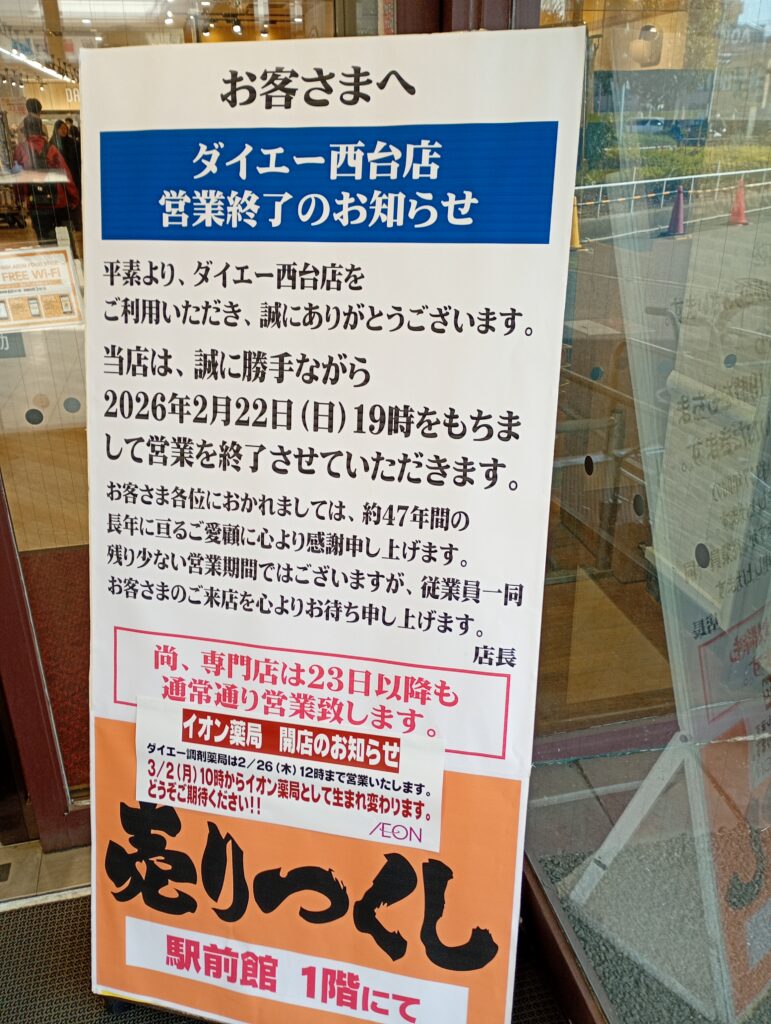 お客さまへ
ダイエー西台店
営業終了のお知らせ
平素より、ダイエー西台店を
ご利用いただき、誠にありがとうございます。
当店は、誠に勝手ながら
2026年2月22日(日)19時をもちま
して営業を終了させていただきます。
お客さま各位におかれましては、約47年間の
長年に亘るご愛顧に心より感謝申し上げます。
残り少ない営業期間ではございますが、従業員一同
お客さまのご来店を心よりお待ち申し上げます。
店長
尚、専門店は23日以降も
通常通り営業致します。
イオン薬局 開店のお知らせ
ダイエー調剤薬局は2/26(木)12時まで営業いたします。
3/2(月)10時からイオン薬局として生まれ変わります。
どうぞご期待ください!!
ÆON
売りつくし
駅前館 1階にて
FREE Wi-Fi